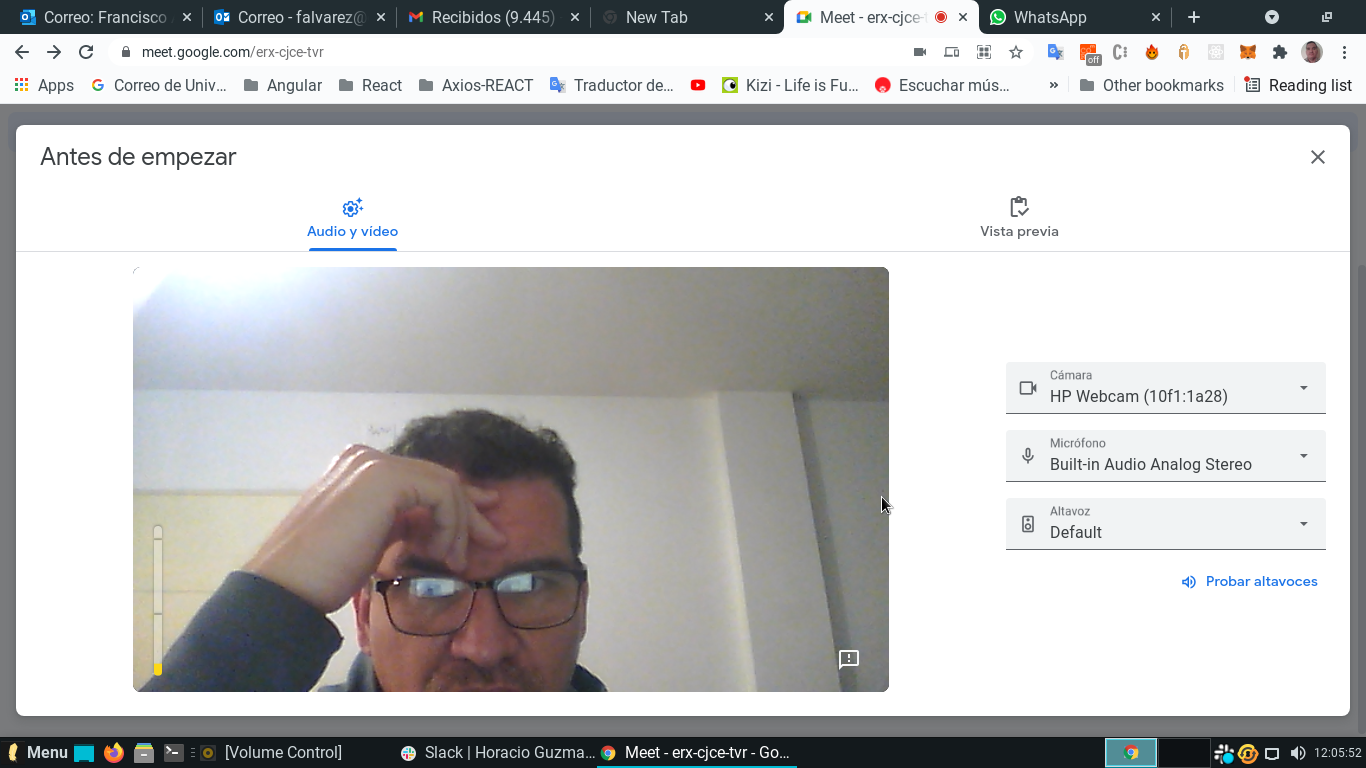 Correo: Francisco
Correo - falvarez@
Recibidos (9.445)
New Tab
Meet - erx-cjce-t
WhatsApp
meet.google.com/erx-cjce-tvr
off
Apps
Correo de Univ...
Angular
React
Axios-REACT
Traductor de...
Kizi - Life is Fu...
Escuchar mús...
»
Other bookmarks
Reading list
Antes de empezar
Audio y vídeo
Vista previa
Cámara
HP Webcam (10f1:1a28)
Micrófono
Built-in Audio Analog Stereo
Altavoz
Default
Probar altavoces
Menu
[Volume Control]
Slack | Horacio Guzma...
Meet - erx-cjce-tvr - Go...
12:05:52